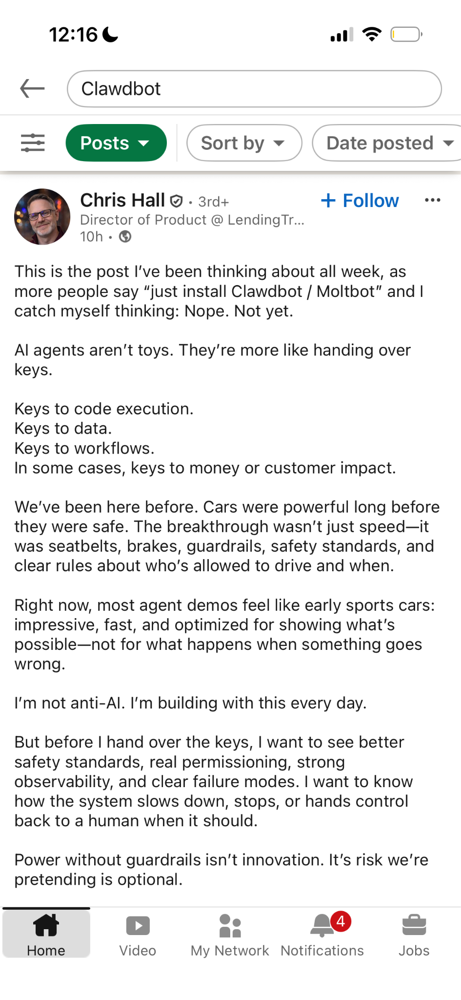 12:16
Clawdbot
Posts
Sort by
Date posted
Chris Hall • 3rd+
+ Follow
Director of Product @ LendingTr...
10h •
This is the post I’ve been thinking about all week, as
more people say “just install Clawdbot / Moltbot” and I
catch myself thinking: Nope. Not yet.
AI agents aren’t toys. They’re more like handing over
keys.
Keys to code execution.
Keys to data.
Keys to workflows.
In some cases, keys to money or customer impact.
We’ve been here before. Cars were powerful long before
they were safe. The breakthrough wasn’t just speed—it
was seatbelts, brakes, guardrails, safety standards, and
clear rules about who’s allowed to drive and when.
Right now, most agent demos feel like early sports cars:
impressive, fast, and optimized for showing what’s
possible—not for what happens when something goes
wrong.
I’m not anti-AI. I’m building with this every day.
But before I hand over the keys, I want to see better
safety standards, real permissioning, strong
observability, and clear failure modes. I want to know
how the system slows down, stops, or hands control
back to a human when it should.
Power without guardrails isn’t innovation. It’s risk we’re
pretending is optional.
4
Home
Video
My Network
Notifications
Jobs